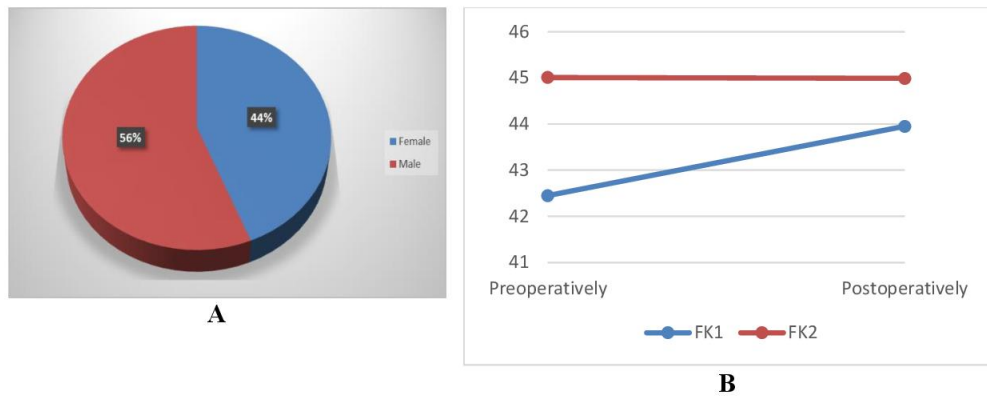 56%
44%
Female
Male
A
46
45
44
43
42
41
Preoperatively Postoperatively
FK1 FK2
B